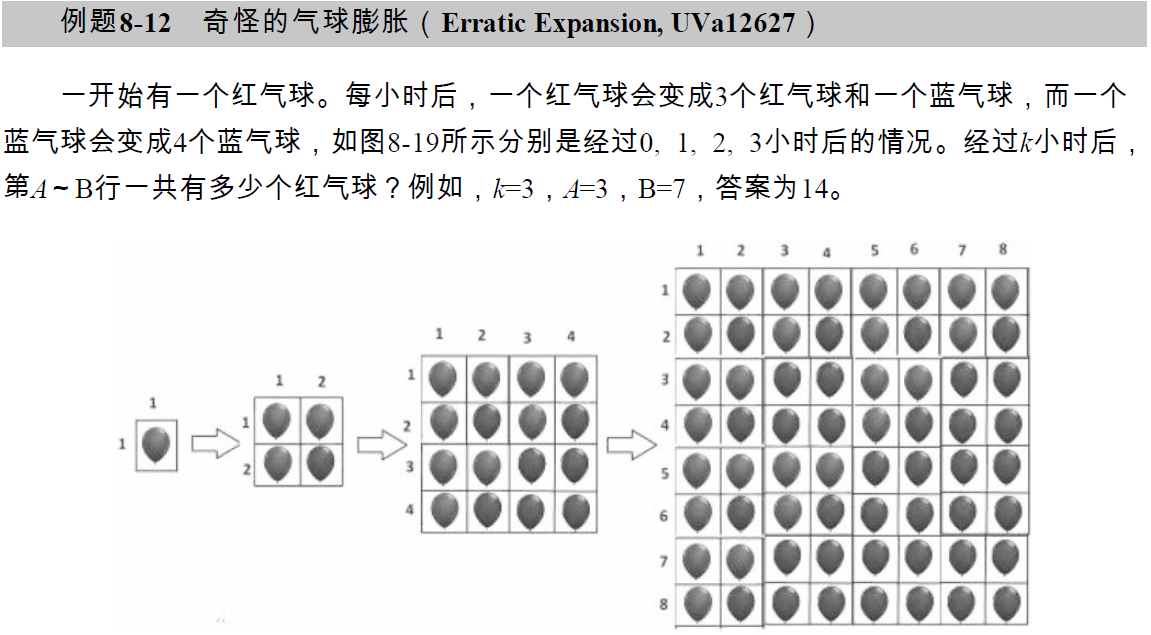 例题8-12 奇怪的气球膨胀（Erratic Expansion, UVa12627）
一开始有一个红气球。每小时后，一个红气球会变成3个红气球和一个蓝气球，而一个
蓝气球会变成4个蓝气球，如图8-19所示分别是经过0, 1, 2, 3小时后的情况。经过k小时后，
第A～B行一共有多少个红气球？例如，k=3，A=3，B=7，答案为14。
1
1
1 2
1
2
1 2 3 4
1
2
3
4
1 2 3 4 5 6 7 8
1
2
3
4
5
6
7
8